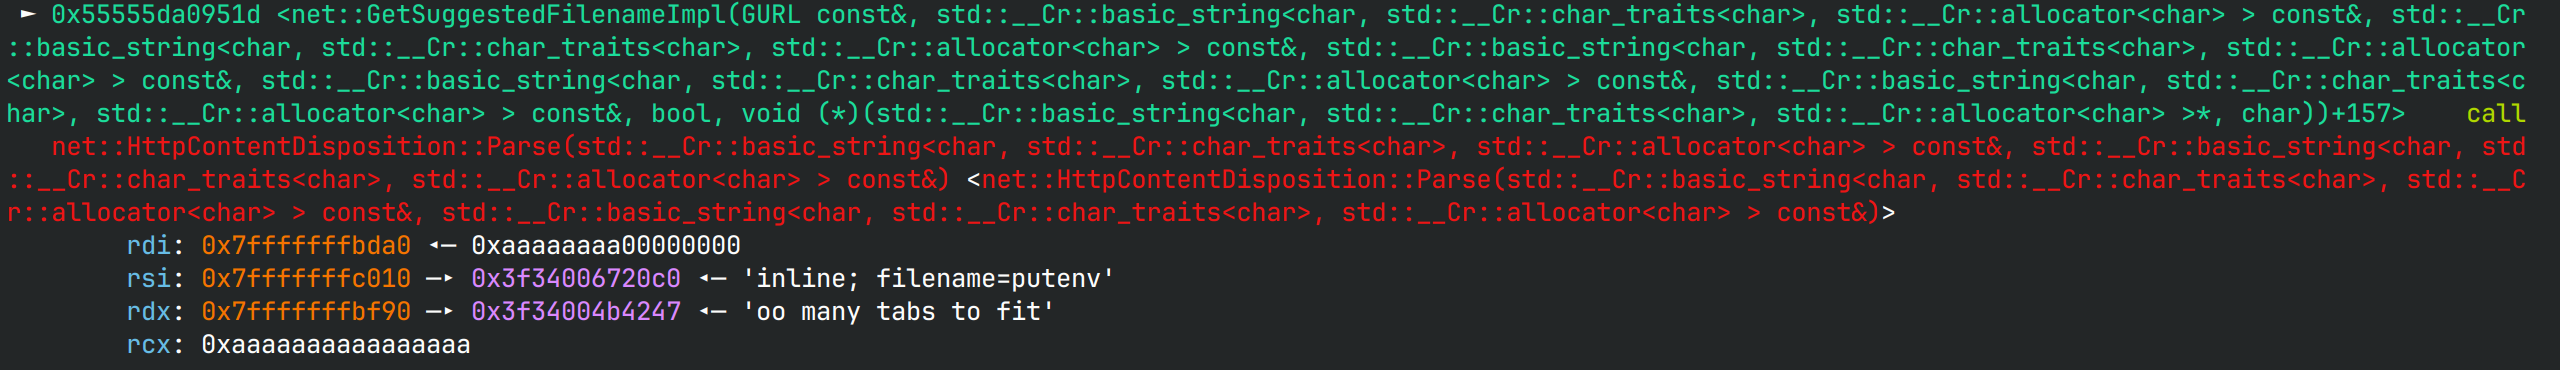 ► 0x55555da0951d <net::GetSuggestedFilenameImpl(GURL const&, std::__Cr::basic_string<char, std::__Cr::char_traits<char>, std::__Cr::allocator<char> > const&, std::__Cr
::basic_string<char, std::__Cr::char_traits<char>, std::__Cr::allocator<char> > const&, std::__Cr::basic_string<char, std::__Cr::char_traits<char>, std::__Cr::allocator
<char> > const&, std::__Cr::basic_string<char, std::__Cr::char_traits<char>, std::__Cr::allocator<char> > const&, std::__Cr::basic_string<char, std::__Cr::char_traits<c
har>, std::__Cr::allocator<char> > const&, bool, void (*)(std::__Cr::basic_string<char, std::__Cr::char_traits<char>, std::__Cr::allocator<char> >*, char))+157>    call
net::HttpContentDisposition::Parse(std::__Cr::basic_string<char, std::__Cr::char_traits<char>, std::__Cr::allocator<char> > const&, std::__Cr::basic_string<char, std
::__Cr::char_traits<char>, std::__Cr::allocator<char> > const&) <net::HttpContentDisposition::Parse(std::__Cr::basic_string<char, std::__Cr::char_traits<char>, std::__C
r::allocator<char> > const&, std::__Cr::basic_string<char, std::__Cr::char_traits<char>, std::__Cr::allocator<char> > const&)>
rdi: 0x7fffffffbda0 ◂— 0xaaaaaaaa00000000
rsi: 0x7fffffffc010 —▸ 0x3f34006720c0 ◂— 'inline; filename=putenv'
rdx: 0x7fffffffbf90 —▸ 0x3f34004b4247 ◂— 'oo many tabs to fit'
rcx: 0xaaaaaaaaaaaaaaaa